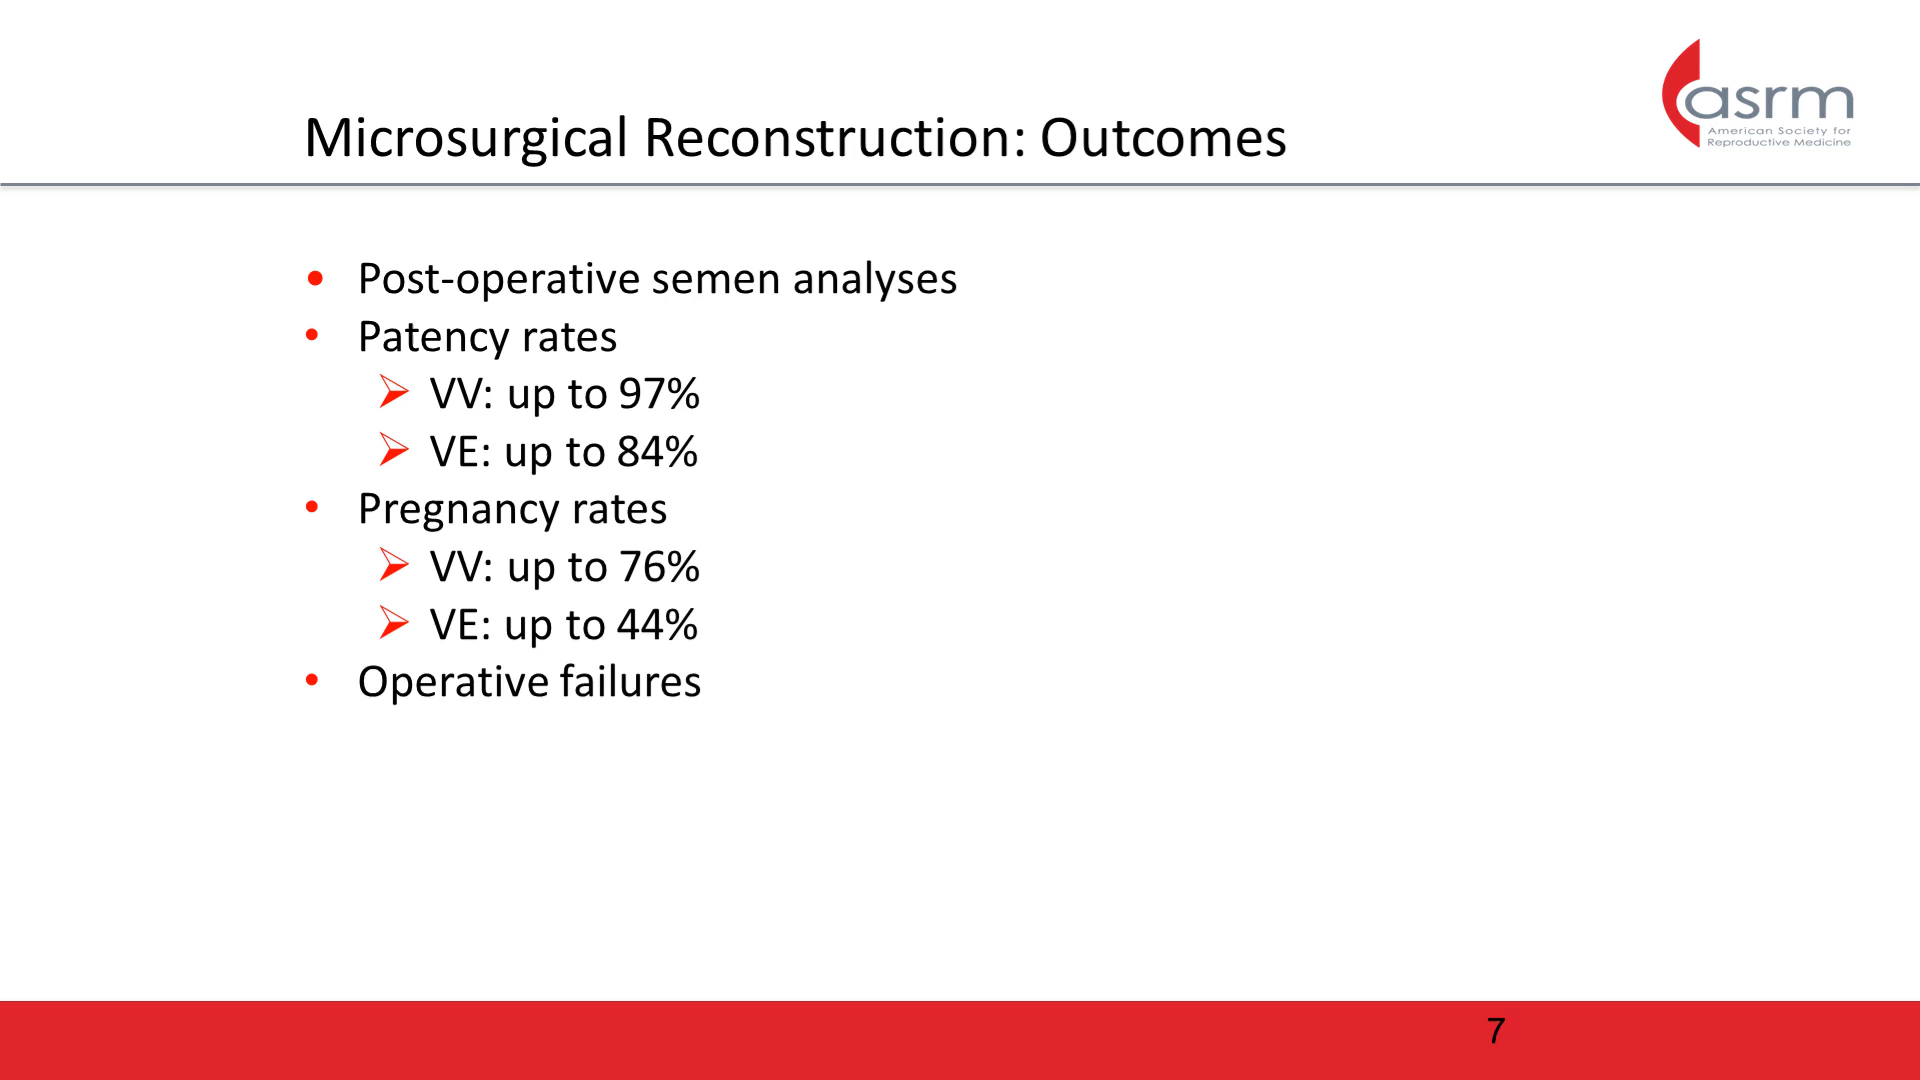 asrm
American Society for
Reproductive Medicine
Microsurgical Reconstruction: Outcomes
• Post-operative semen analyses
• Patency rates
➢ VV: up to 97%
➢ VE: up to 84%
• Pregnancy rates
➢ VV: up to 76%
➢ VE: up to 44%
• Operative failures
7